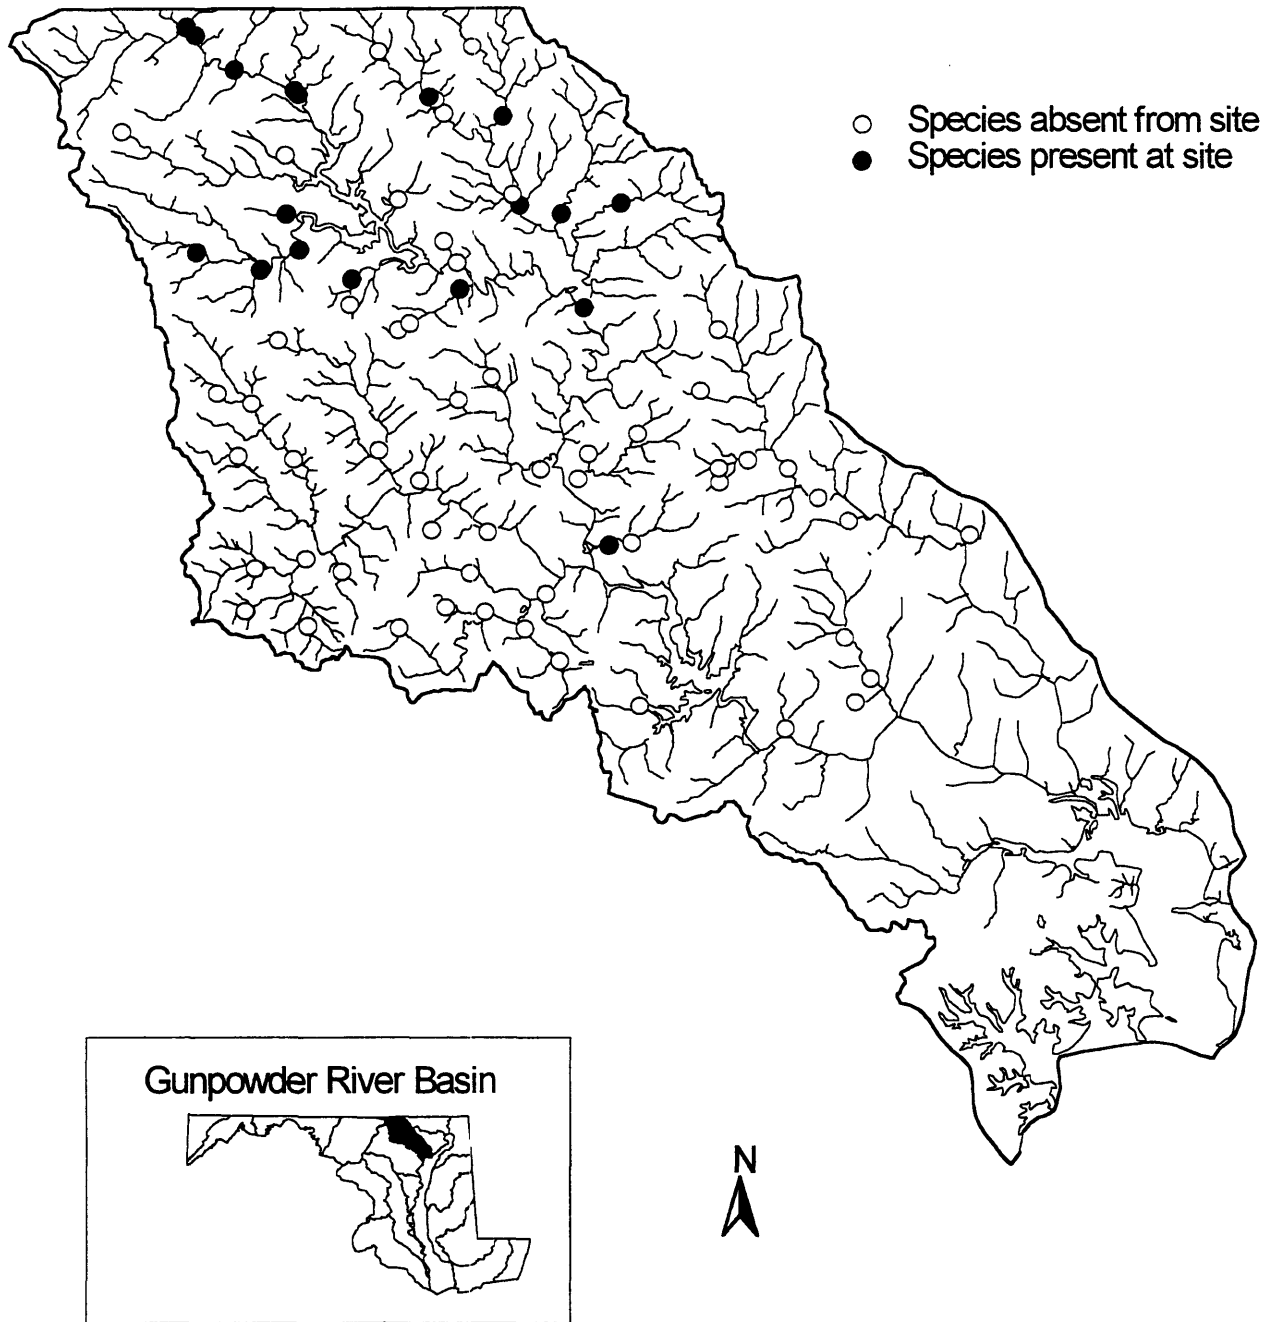 Species absent from site
Species present at site
Gunpowder River Basin
N